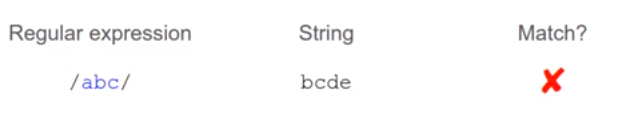 Regular expression String Match?
/abc/ bcde ✘